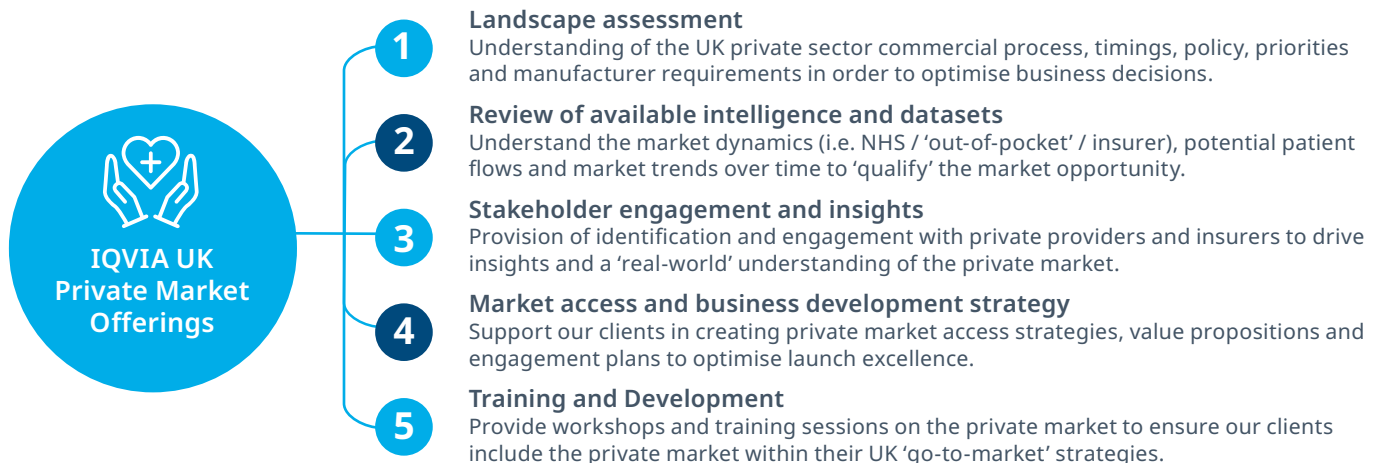 IQVIA UK
Private Market
Offerings
1
Landscape assessment
Understanding of the UK private sector commercial process, timings, policy, priorities
and manufacturer requirements in order to optimise business decisions.
2
Review of available intelligence and datasets
Understand the market dynamics (i.e. NHS / ‘out-of-pocket’ / insurer), potential patient
flows and market trends over time to ‘qualify’ the market opportunity.
3
Stakeholder engagement and insights
Provision of identification and engagement with private providers and insurers to drive
insights and a ‘real-world’ understanding of the private market.
4
Market access and business development strategy
Support our clients in creating private market access strategies, value propositions and
engagement plans to optimise launch excellence.
5
Training and Development
Provide workshops and training sessions on the private market to ensure our clients
include the private market within their UK ‘go-to-market’ strategies.